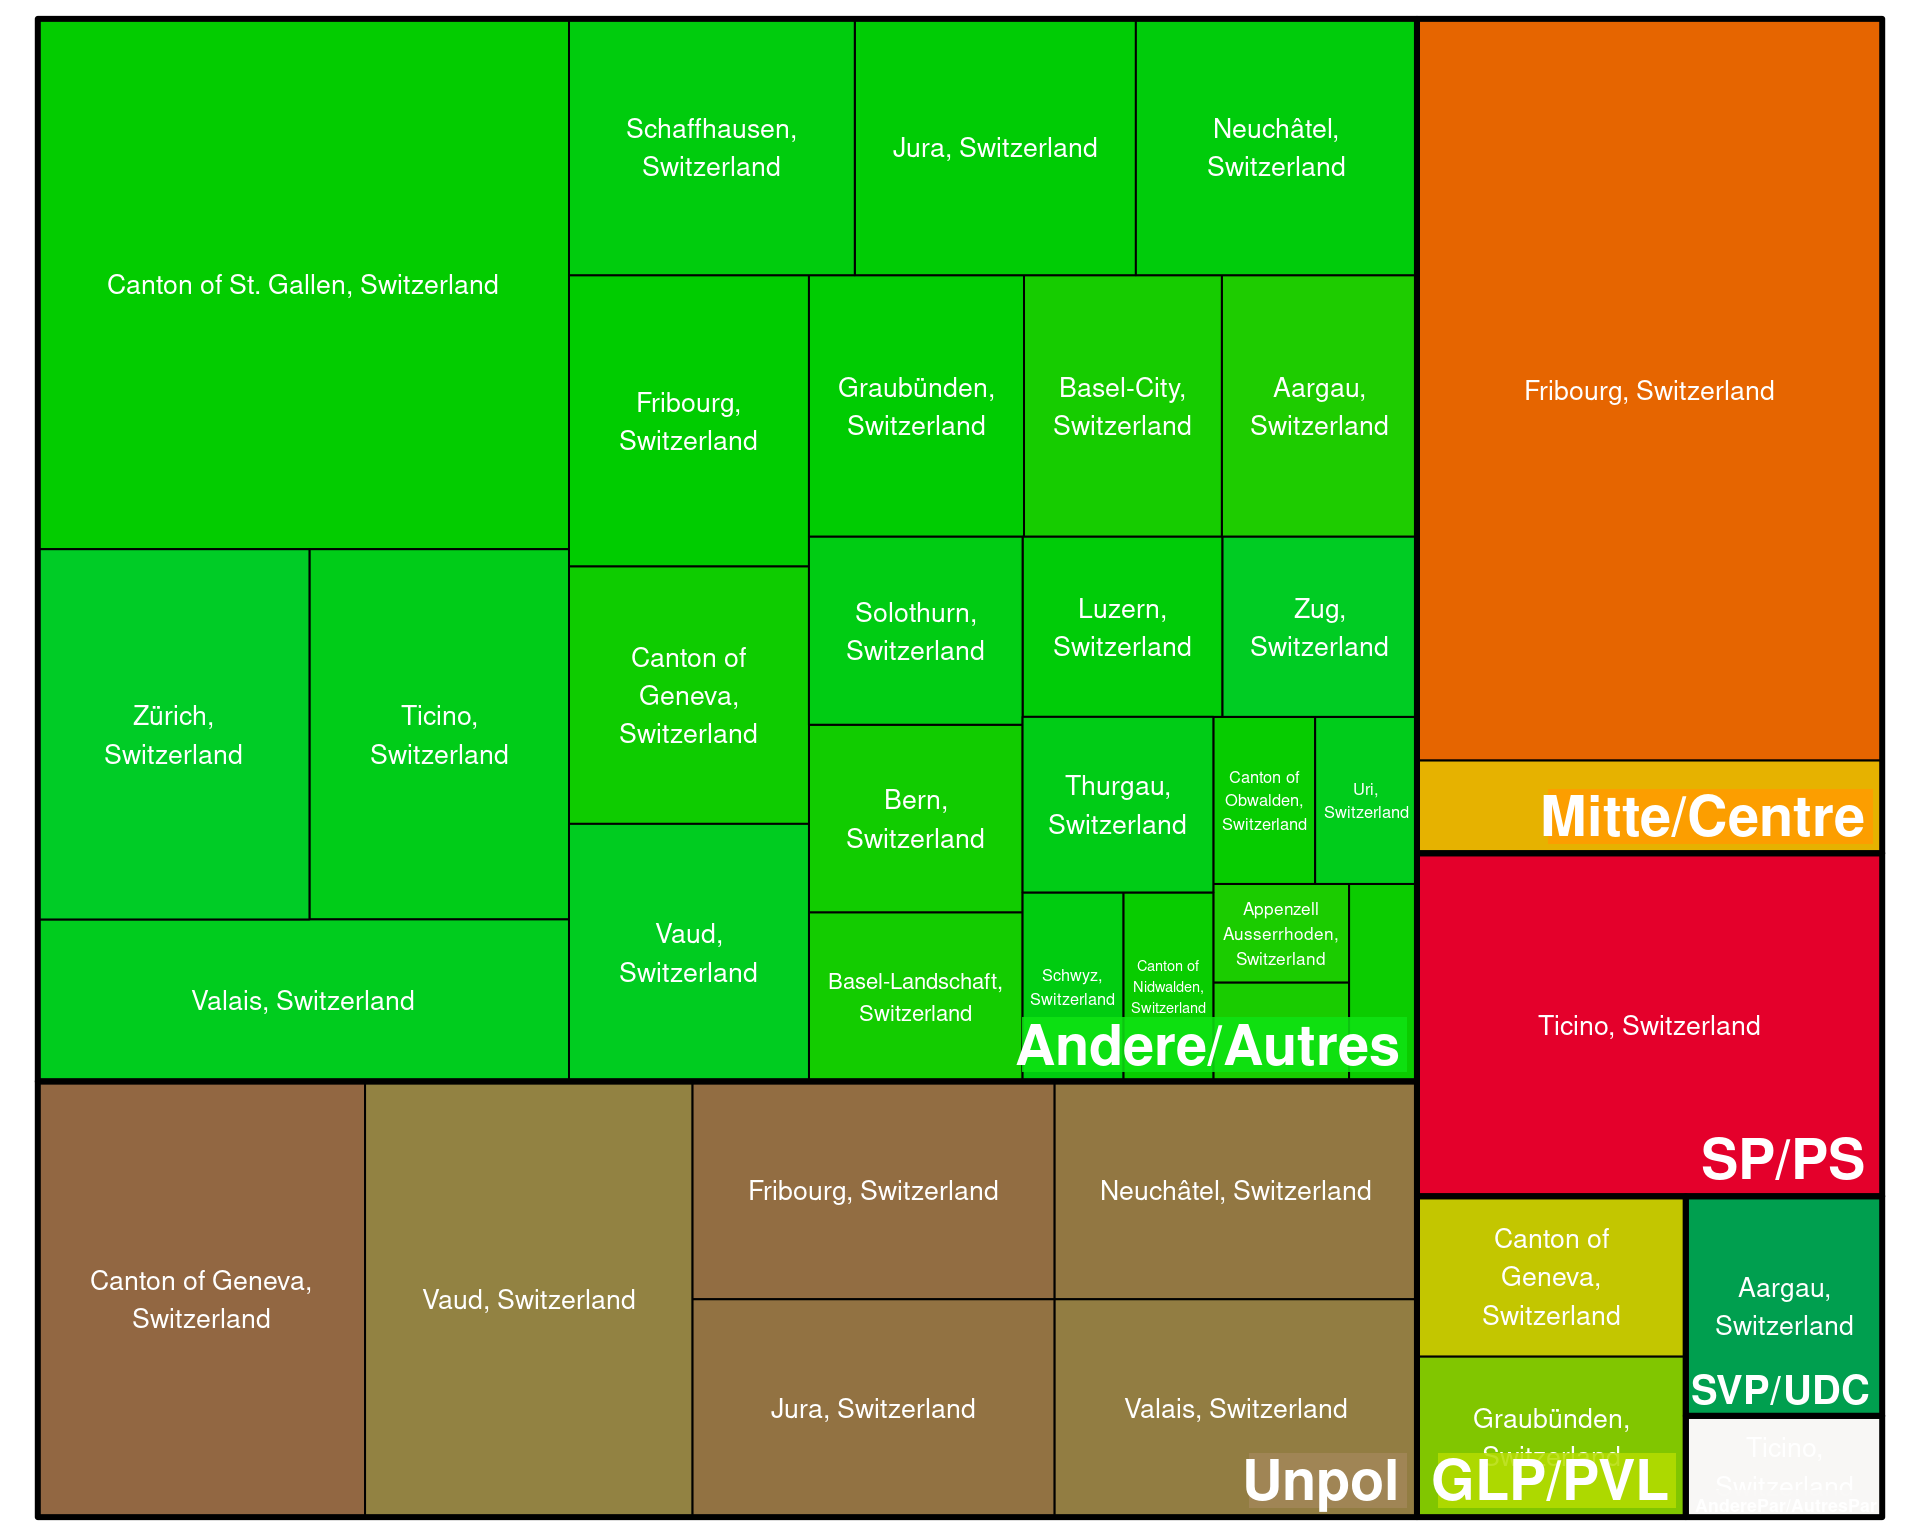 Canton of St. Gallen, Switzerland
Schaffhausen,
Switzerland
Jura, Switzerland
Neuchâtel,
Switzerland
Fribourg,
Switzerland
Graubünden,
Switzerland
Basel-City,
Switzerland
Aargau,
Switzerland
Zürich,
Switzerland
Ticino,
Switzerland
Canton of
Geneva,
Switzerland
Solothurn,
Switzerland
Luzern,
Switzerland
Zug,
Switzerland
Bern,
Switzerland
Thurgau,
Switzerland
Canton of
Obwalden,
Switzerland
Uri,
Switzerland
Valais, Switzerland
Vaud,
Switzerland
Basel-Landschaft,
Switzerland
Schwyz,
Switzerland
Canton of
Nidwalden,
Switzerland
Appenzell
Ausserrhoden,
Switzerland
Andere/Autres
Canton of Geneva,
Switzerland
Vaud, Switzerland
Fribourg, Switzerland
Neuchâtel, Switzerland
Jura, Switzerland
Valais, Switzerland
Unpol
Fribourg, Switzerland
Mitte/Centre
Ticino, Switzerland
SP/PS
Canton of
Geneva,
Switzerland
Graubünden,
Switzerland
GLP/PVL
Aargau,
Switzerland
SVP/UDC
Ticino,
Switzerland
AnderePar/AutresPar